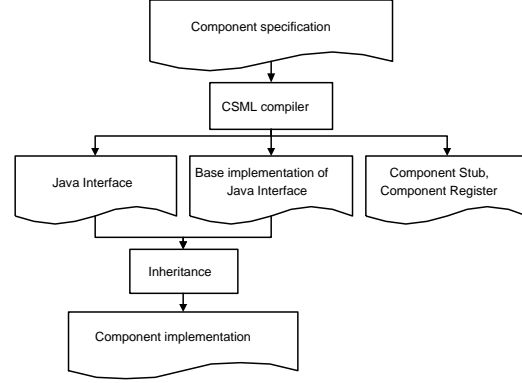 Component specification
CSML compiler
Java Interface
Base implementation of
Java Interface
Component Stub,
Component Register
Inheritance
Component implementation